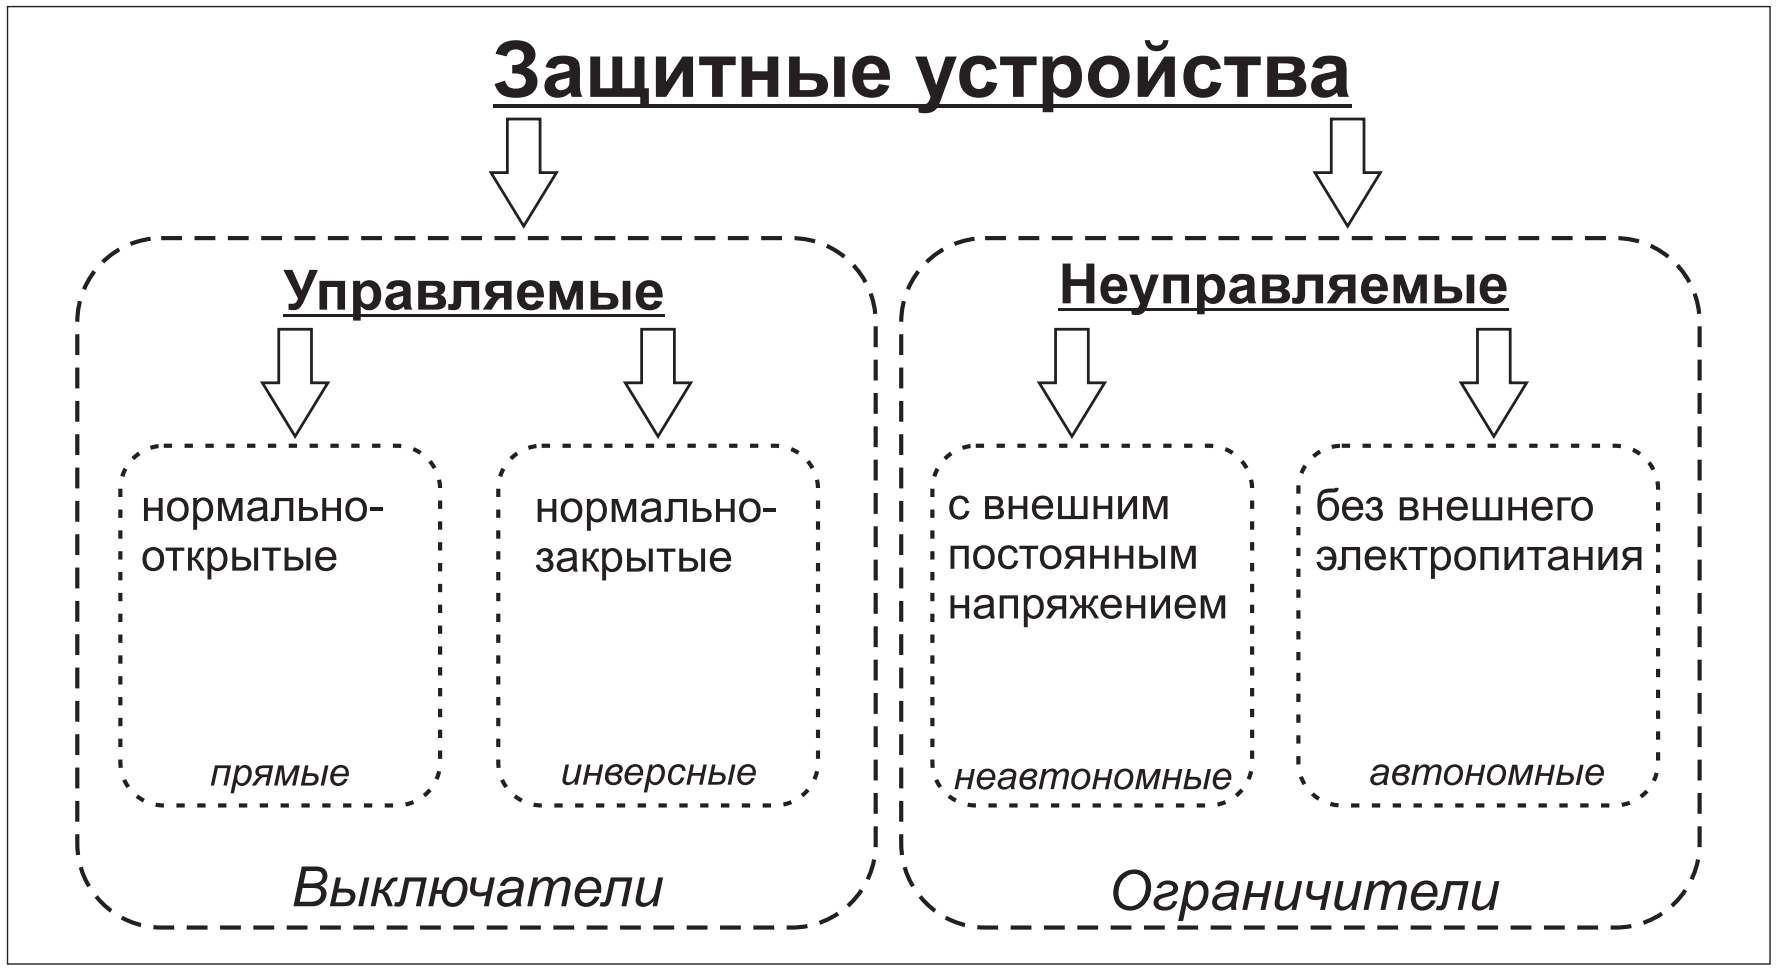 Защитные устройства
Управляемые
нормально-
открытые
прямые
нормально-
закрытые
инверсные
Выключатели
Неуправляемые
с внешним
постоянным
напряжением
неавтономные
без внешнего
электропитания
автономные
Ограничители